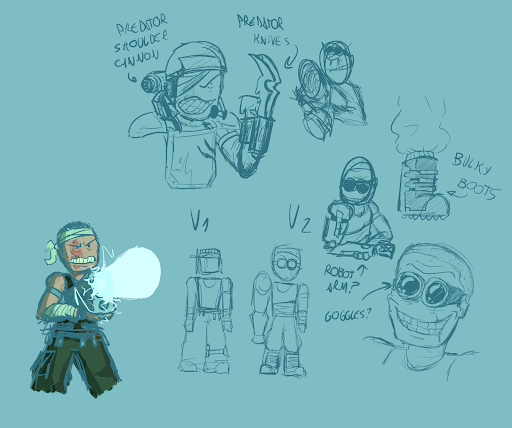 PREDATOR
SHOULDER
CANNON
PREDATOR
KNIVES
BULKY
BOOTS
V1
V2
ROBOT
ARM?
GOGGLES?